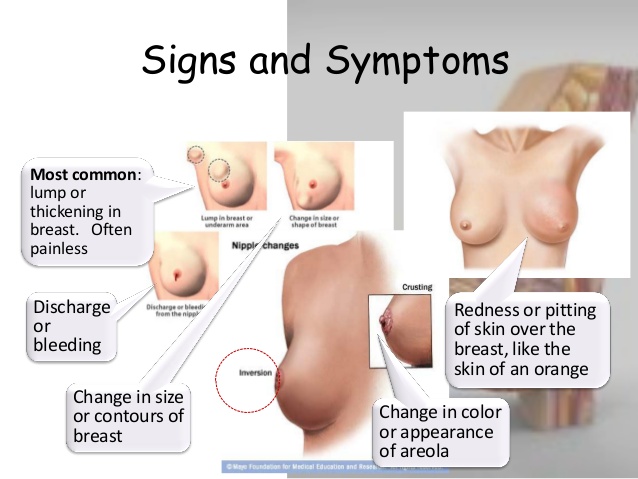 Signs and Symptoms
Most common:
lump or
thickening in
breast.   Often
painless
Lump in breast or
underarm area
Change in size or
shape of breast
Nipple changes
Discharge
or
bleeding
Discharge or bleeding
from the nipple
Crusting
Redness or pitting
of skin over the
breast, like the
skin of an orange
Inversion
Change in size
or contours of
breast
Change in color
or appearance
of areola
©Mayo Foundation for Medical Education and Research. All rights reserved.